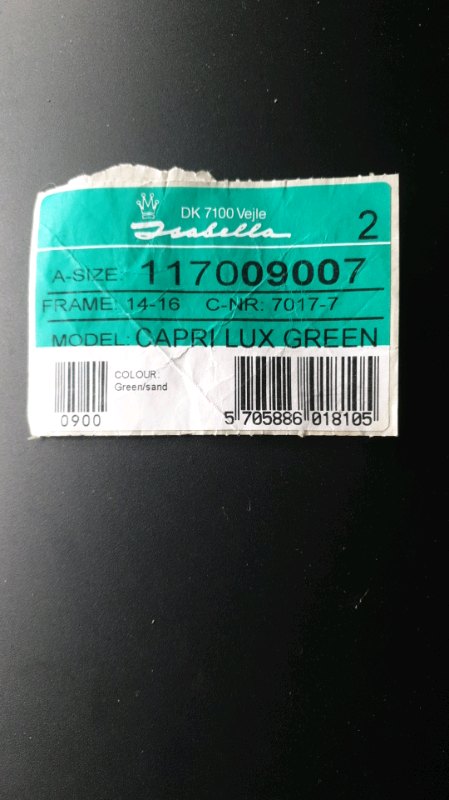 DK 7100 Vejle
Isabella
2
A-SIZE: 117009007
FRAME: 14-16 C-NR: 7017-7
MODEL: CAPRI LUX GREEN
COLOUR:
Green/sand
0900
5 705886 018105